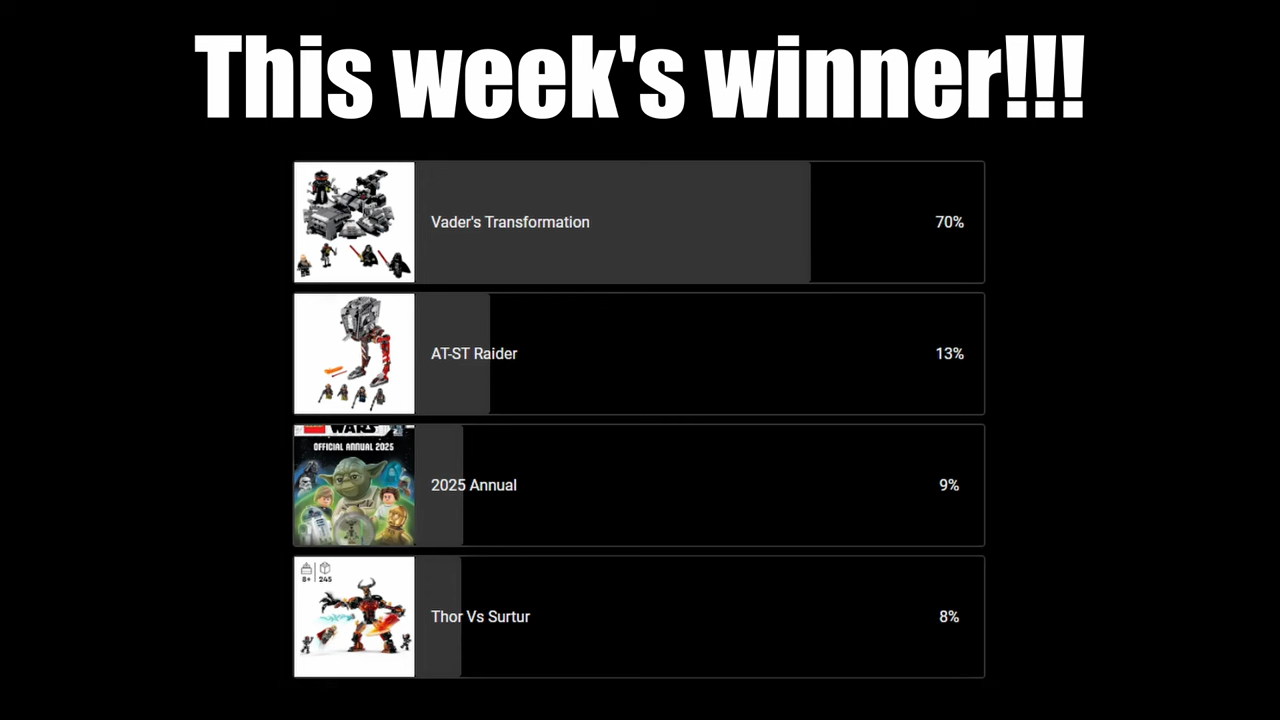 This week's winner!!!
Vader's Transformation 70%
AT-ST Raider 13%
WARS
OFFICIAL ANNUAL 2025
2025 Annual 9%
8+ 245
Thor Vs Surtur 8%